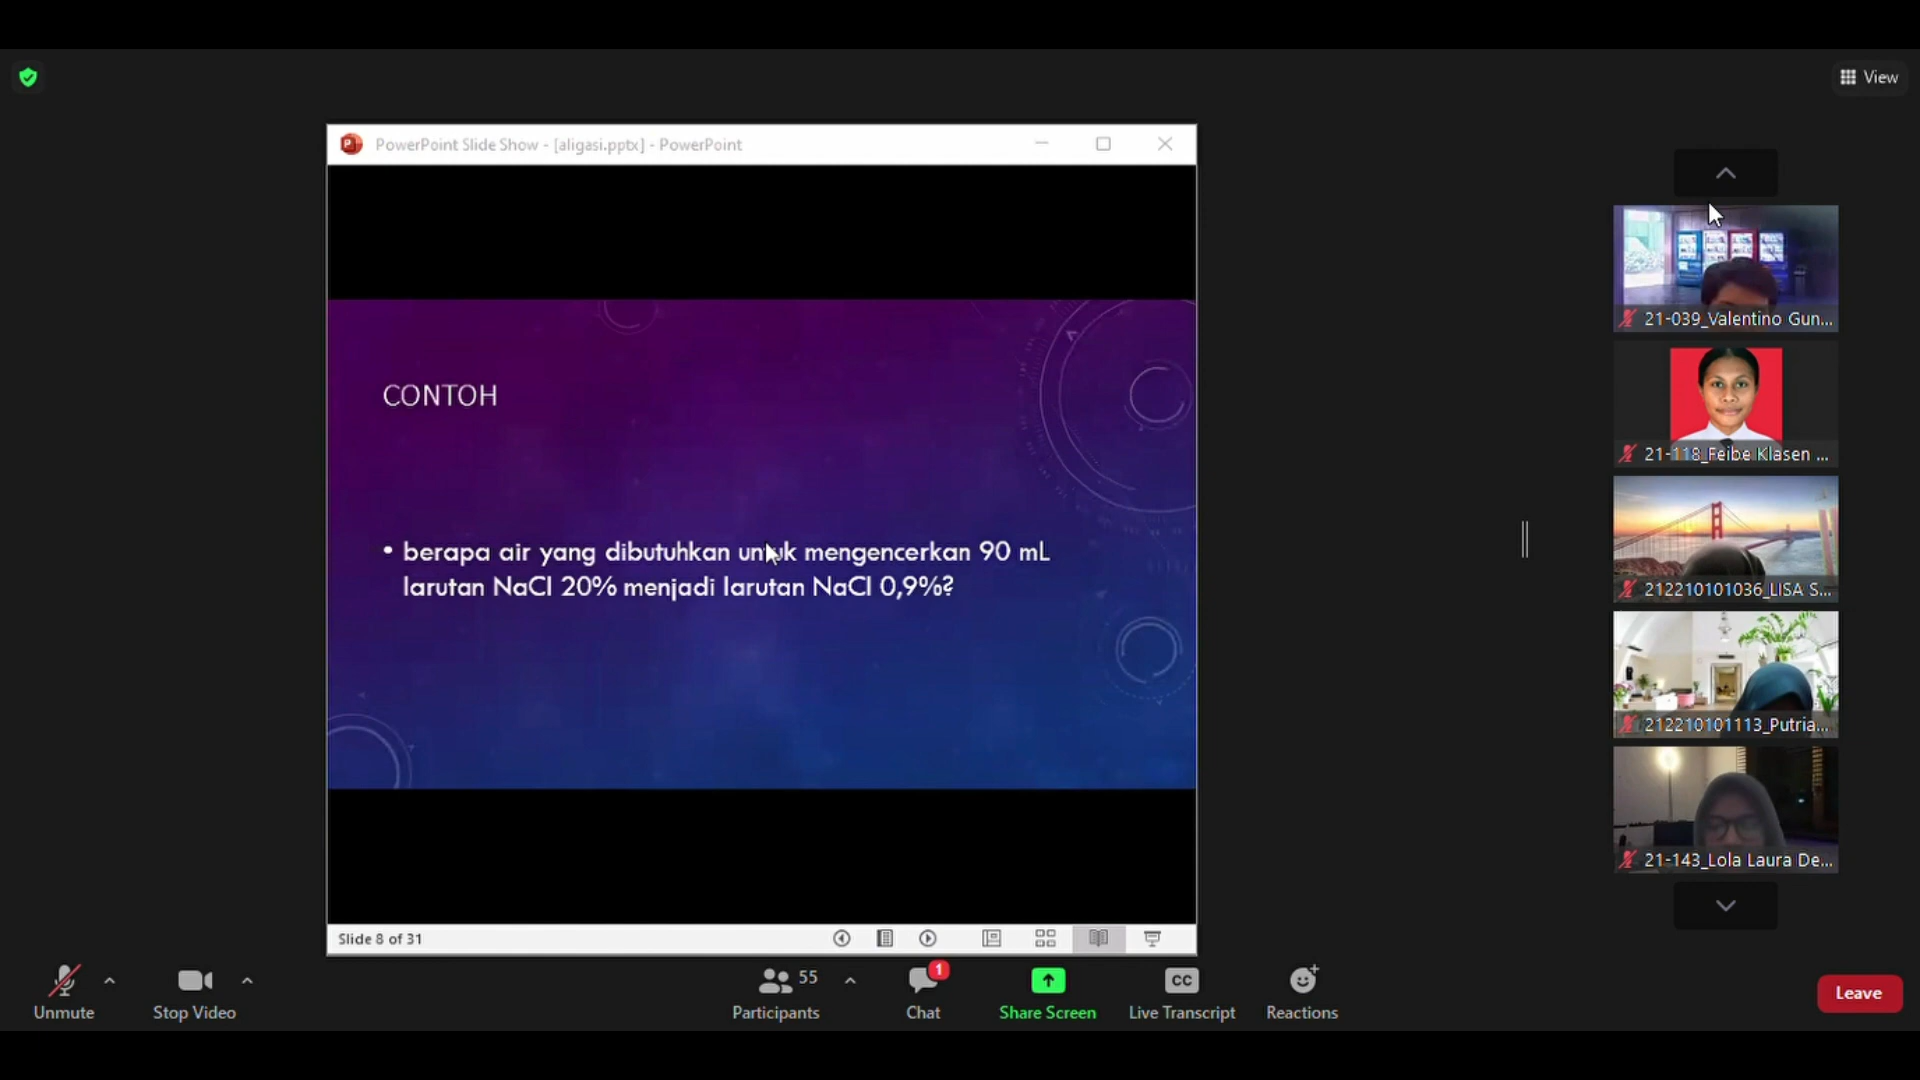 View
PowerPoint Slide Show - [aligasi.pptx] - PowerPoint
CONTOH
• berapa air yang dibutuhkan untuk mengencerkan 90 mL
larutan NaCl 20% menjadi larutan NaCl 0,9%?
Slide 8 of 31
21-039_Valentino Gun...
21-118_Feibe Klasen ...
212210101036_LISA S...
212210101113_Putria...
21-143_Lola Laura De...
Unmute
Stop Video
55
Participants
1
Chat
Share Screen
CC
Live Transcript
Reactions
Leave